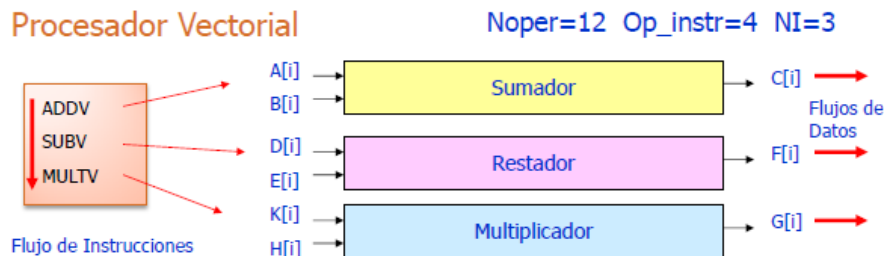 Procesador Vectorial
Noper=12 Op_instr=4 NI=3
ADDV
SUBV
MULTV
Flujo de Instrucciones
A[i]
B[i]
Sumador
C[i]
Flujos de
Datos
D[i]
E[i]
Restador
F[i]
K[i]
H[i]
Multiplicador
G[i]